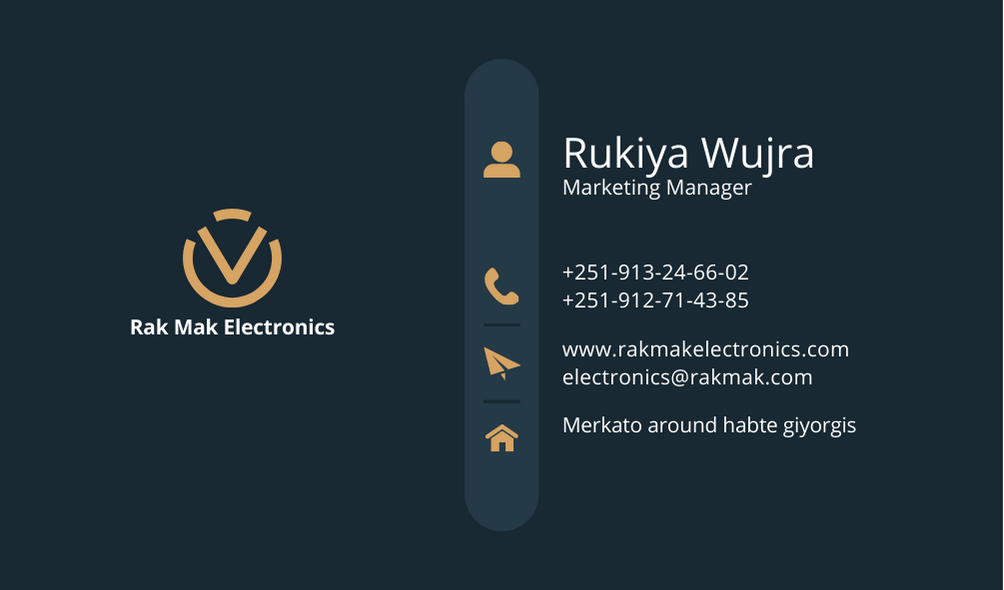 Rak Mak Electronics
Rukiya Wujra
Marketing Manager
+251-913-24-66-02
+251-912-71-43-85
www.rakmakelectronics.com
electronics@rakmak.com
Merkato around habte giyorgis